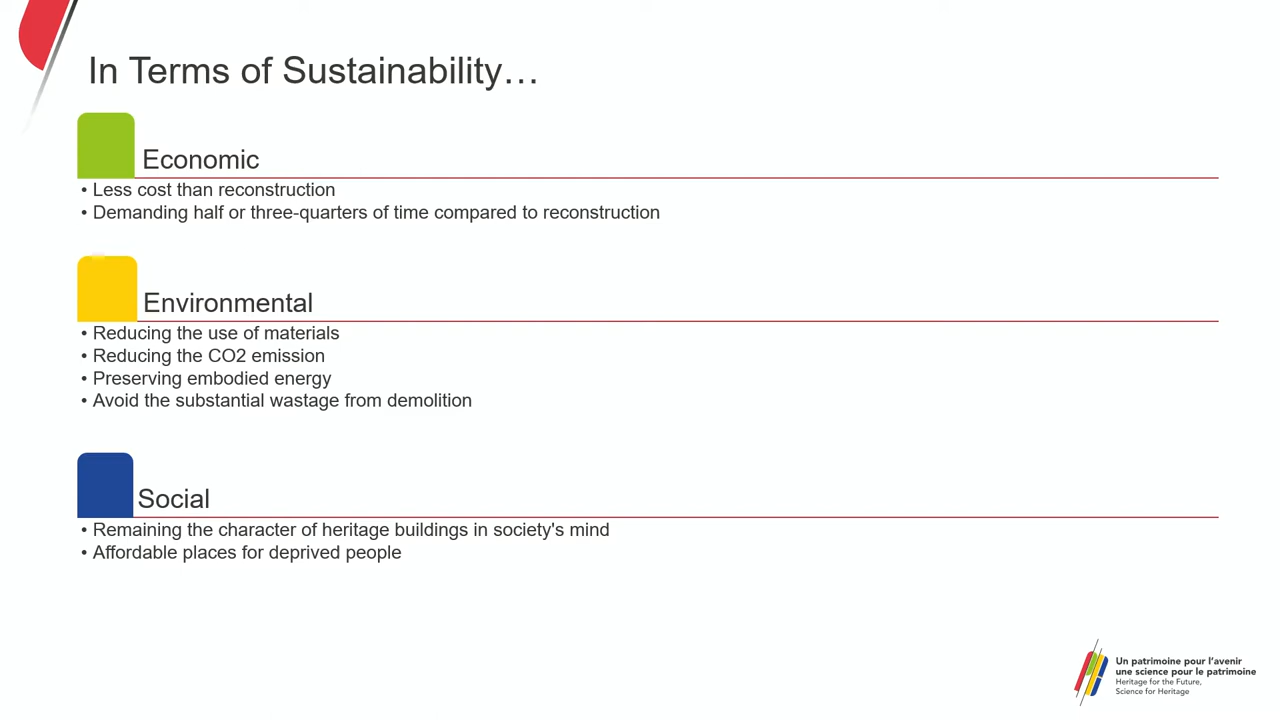 In Terms of Sustainability…
Economic
• Less cost than reconstruction
• Demanding half or three-quarters of time compared to reconstruction
Environmental
• Reducing the use of materials
• Reducing the CO2 emission
• Preserving embodied energy
• Avoid the substantial wastage from demolition
Social
• Remaining the character of heritage buildings in society's mind
• Affordable places for deprived people
Un patrimoine pour l'avenir
une science pour le patrimoine
Heritage for the Future,
Science for Heritage